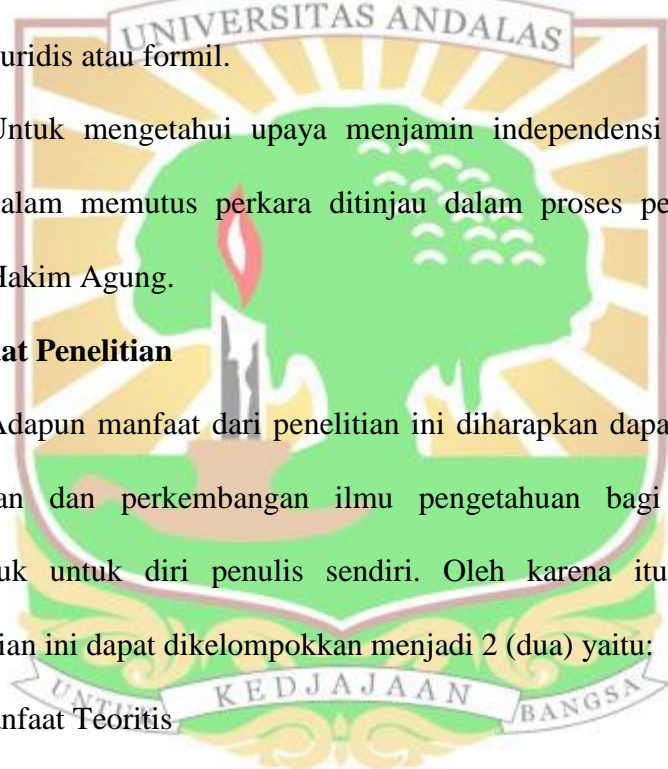 UNIVERSITAS ANDALAS
uridis atau formil.
Untuk mengetahui upaya menjamin independensi
alam memutus perkara ditinjau dalam proses pe
Hakim Agung.
at Penelitian
Adapun manfaat dari penelitian ini diharapkan dapa
an dan perkembangan ilmu pengetahuan bagi
uk untuk diri penulis sendiri. Oleh karena itu
ian ini dapat dikelompokkan menjadi 2 (dua) yaitu:
UNTUK KEDJAJAAN BANGSA
nfaat Teoritis